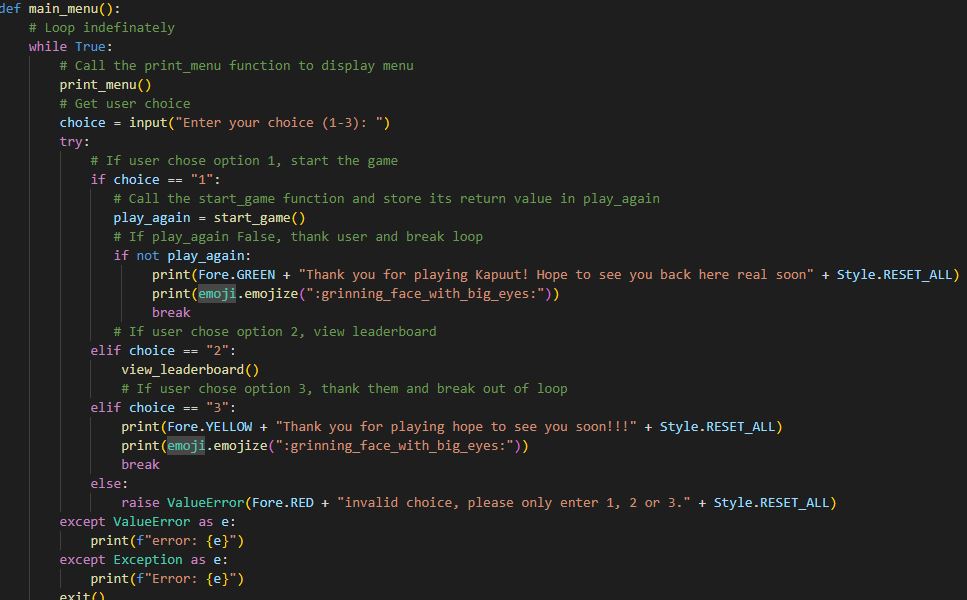 def main_menu():
    # Loop indefinately
    while True:
        # Call the print_menu function to display menu
        print_menu()
        # Get user choice
        choice = input("Enter your choice (1-3): ")
        try:
            # If user chose option 1, start the game
            if choice == "1":
               # Call the start_game function and store its return value in play_again
               play_again = start_game()
               # If play_again False, thank user and break loop
               if not play_again:
                    print(Fore.GREEN + "Thank you for playing Kapuut! Hope to see you back here real soon" + Style.RESET_ALL)
                    print(emoji.emojize(":grinning_face_with_big_eyes:"))
                    break
               # If user chose option 2, view leaderboard
            elif choice == "2":
                view_leaderboard()
                # If user chose option 3, thank them and break out of loop
            elif choice == "3":
                print(Fore.YELLOW + "Thank you for playing hope to see you soon!!!" + Style.RESET_ALL)
                print(emoji.emojize(":grinning_face_with_big_eyes:"))
                break
            else:
                raise ValueError(Fore.RED + "invalid choice, please only enter 1, 2 or 3." + Style.RESET_ALL)
        except ValueError as e:
            print(f"error: {e}")
        except Exception as e:
            print(f"Error: {e}")
        exit()